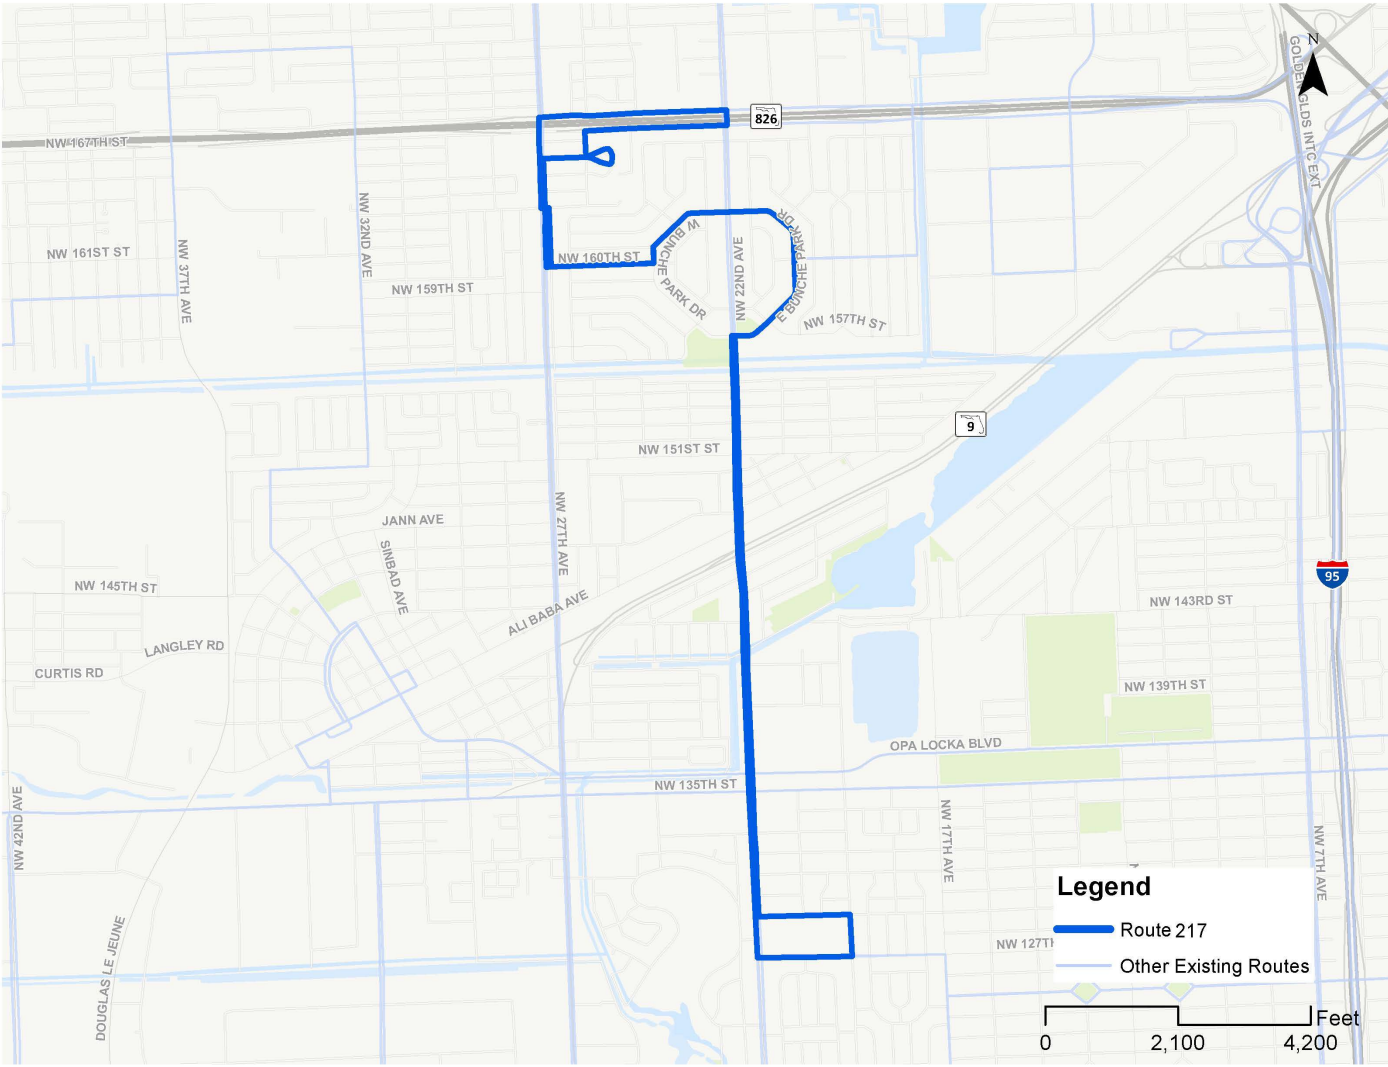 N
GOLDEN GLDS INTC EXT
826
NW 167TH ST
NW 32ND AVE
NW 161ST ST
NW 37TH AVE
NW 159TH ST
NW 160TH ST
W BUNCHE PARK DR
NW 22ND AVE
E BUNCHE PARK DR
NW 157TH ST
9
NW 151ST ST
NW 27TH AVE
JANN AVE
SINBAD AVE
NW 145TH ST
ALI BABA AVE
95
NW 143RD ST
LANGLEY RD
CURTIS RD
NW 139TH ST
OPA LOCKA BLVD
NW 135TH ST
NW 42ND AVE
NW 17TH AVE
NW 7TH AVE
DOUGLAS LE JEUNE
NW 127TH
Legend
Route 217
Other Existing Routes
Feet
0 2,100 4,200